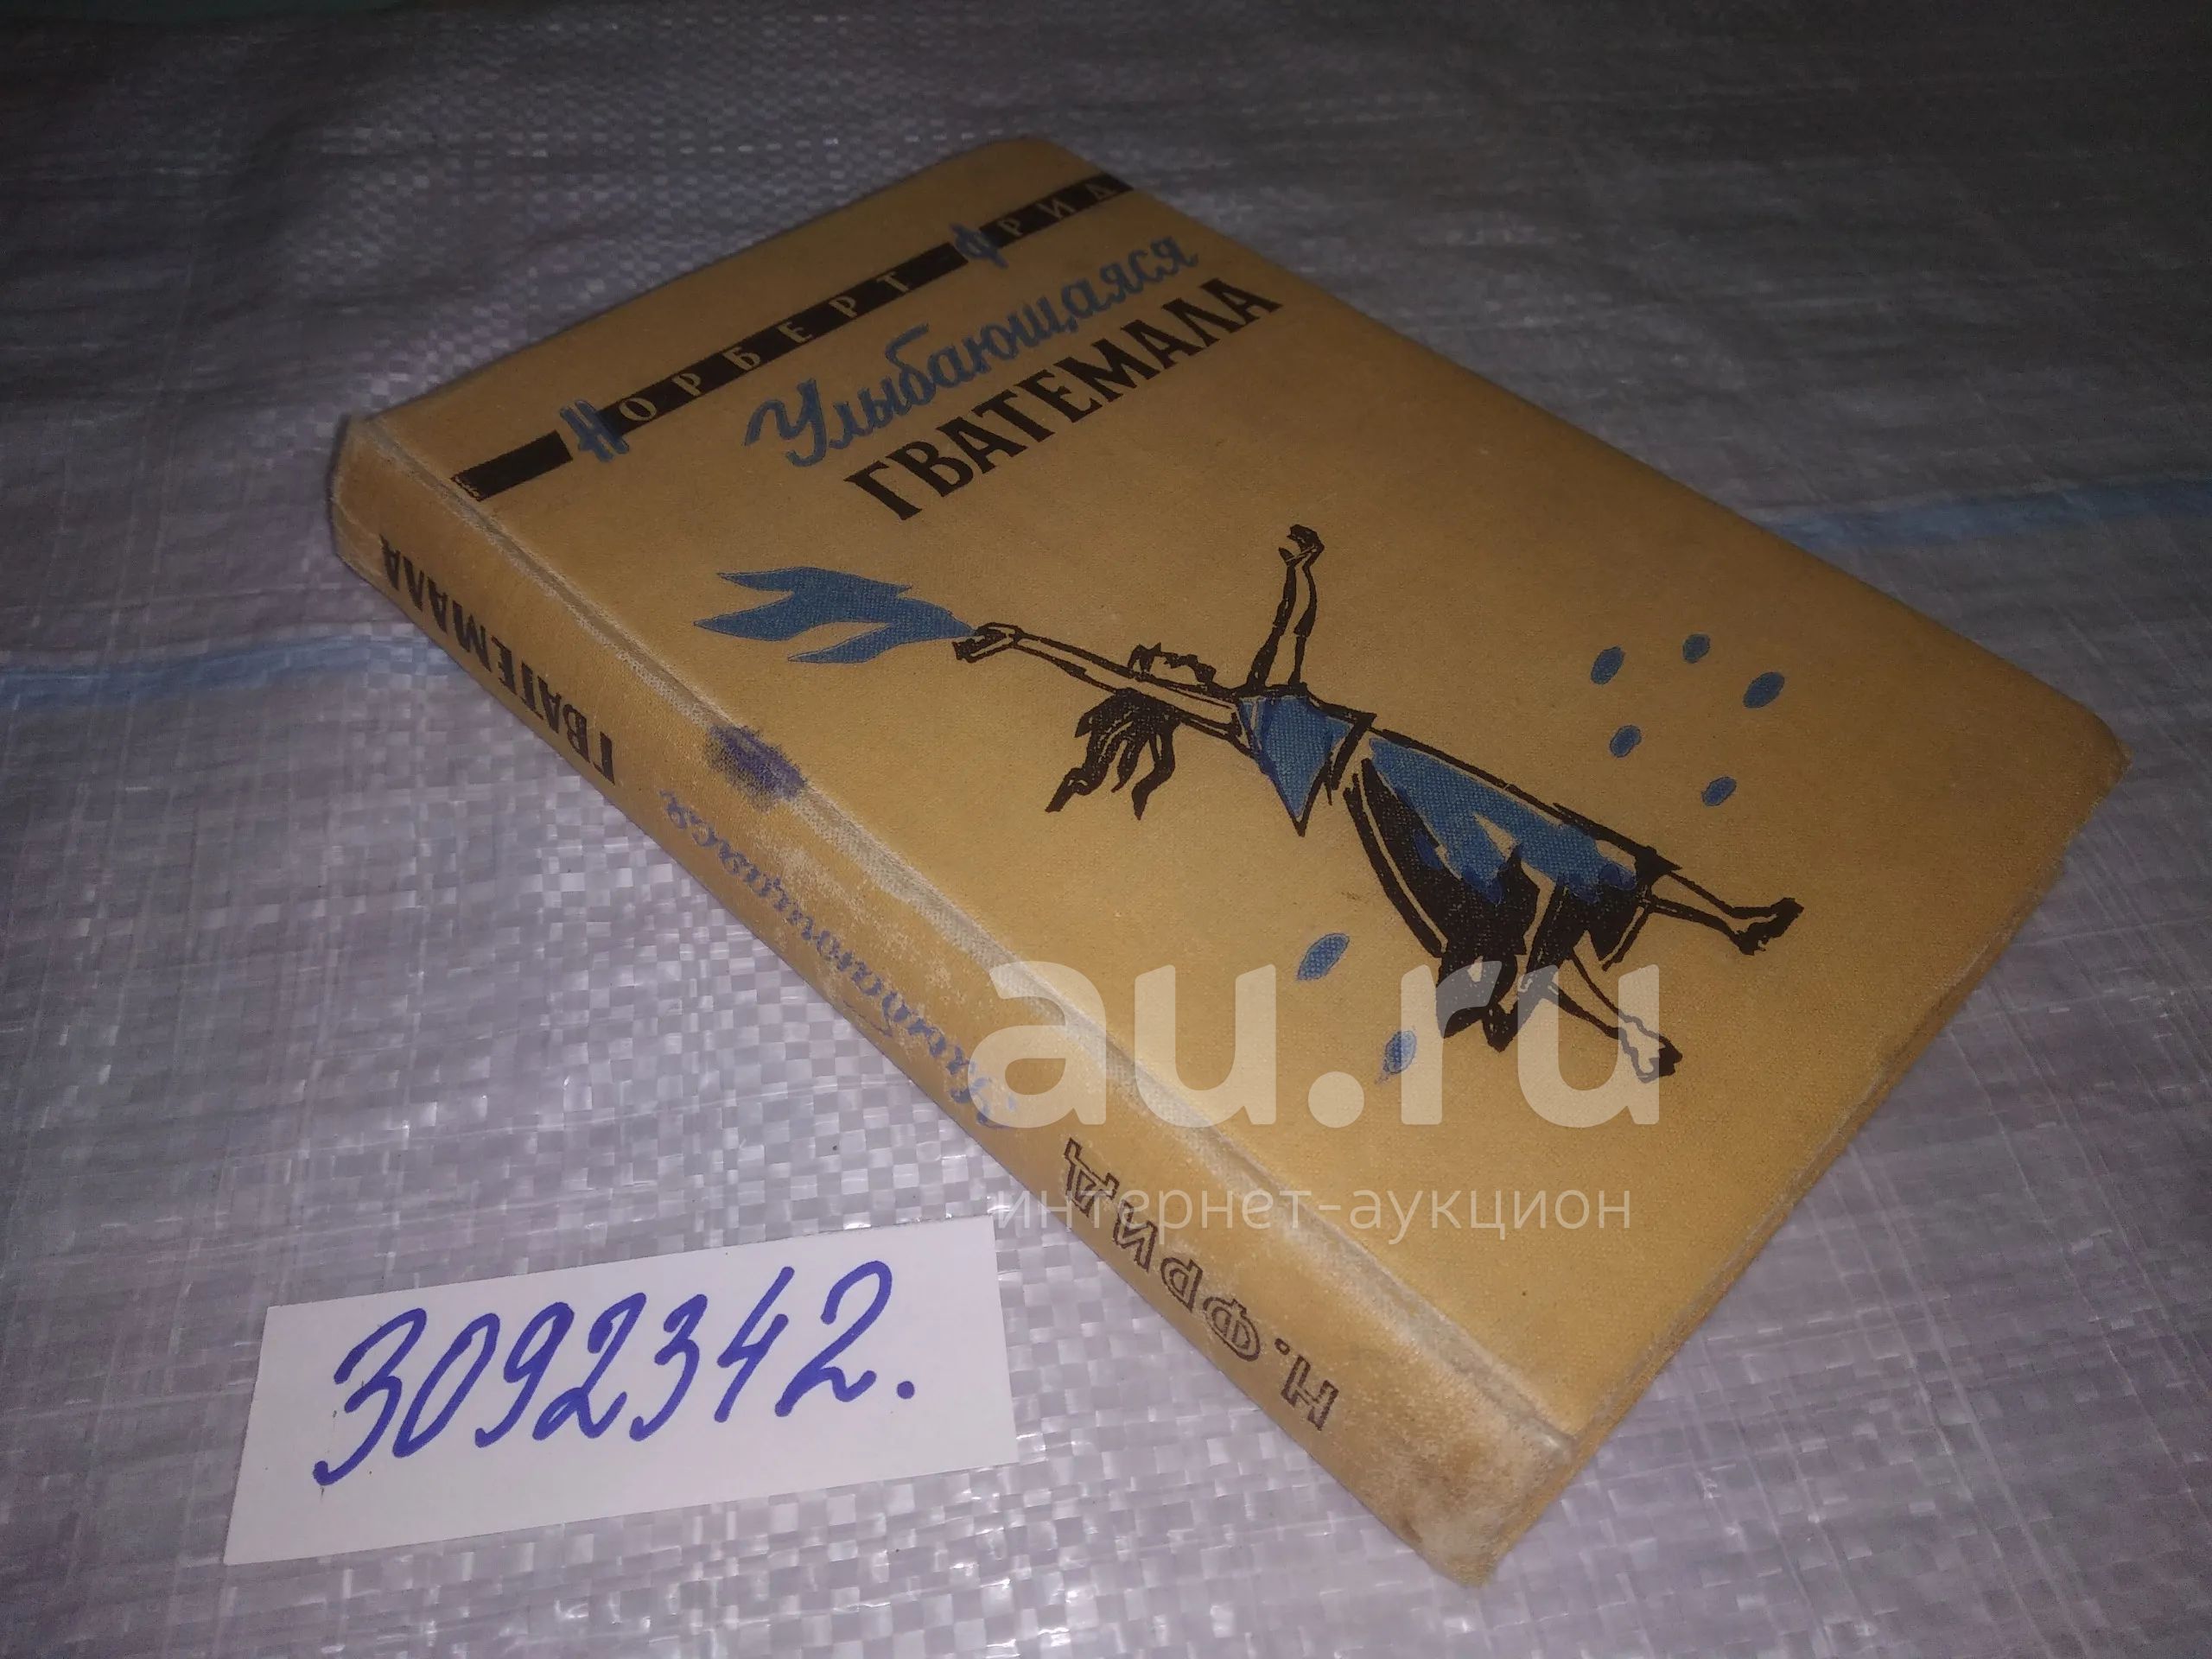 НОРБЕРТ ФРИД
Улыбающаяся
ГВАТЕМАЛА
Н. ФРИД Улыбающаяся ГВАТЕМАЛА
au.ru
интернет-аукцион
3092342.